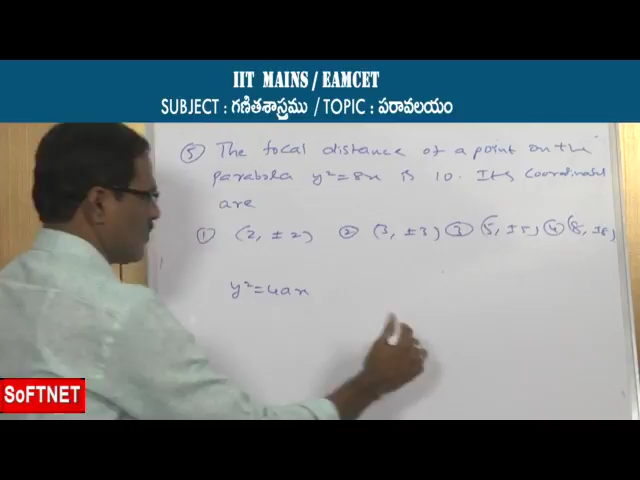 IIT MAINS / EAMCET
SUBJECT : గణితశాస్త్రము / TOPIC : పరావలయం
⑤ The focal distance of a point on the
parabola y²=8x is 10. Its coordinates
are
① (2, ±2) ② (3, ±3) ③ (5, ±5) ④ (8, ±8)
y²=4ax
SoFTNET